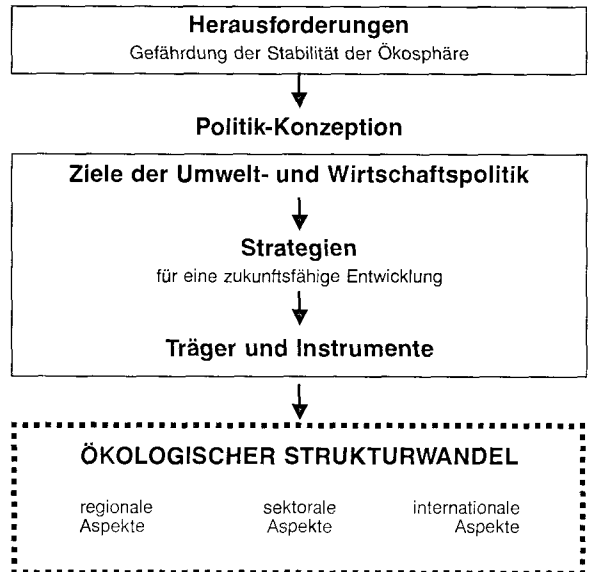 Herausforderungen
Gefährdung der Stabilität der Ökosphäre
Politik-Konzeption
Ziele der Umwelt- und Wirtschaftspolitik
Strategien
für eine zukunftsfähige Entwicklung
Träger und Instrumente
ÖKOLOGISCHER STRUKTURWANDEL
regionale sektorale internationale
Aspekte Aspekte Aspekte